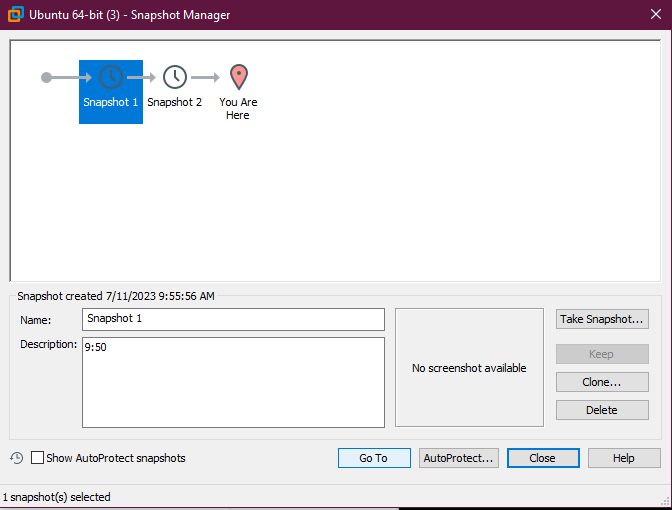 Ubuntu 64-bit (3) - Snapshot Manager
Snapshot 1
Snapshot 2
You Are
Here
Snapshot created 7/11/2023 9:55:56 AM
Name:
Snapshot 1
Take Snapshot...
Description:
9:50
No screenshot available
Keep
Clone...
Delete
Show AutoProtect snapshots
Go To
AutoProtect...
Close
Help
1 snapshot(s) selected